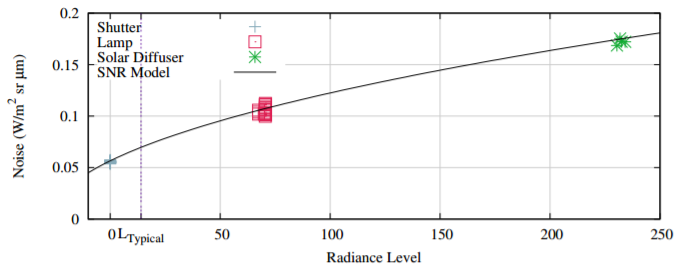 0.2
0.15
0.1
0.05
0
Noise (W/m² sr μm)
Shutter
Lamp
Solar Diffuser
SNR Model
0 L_Typical 50 100 150 200 250
Radiance Level